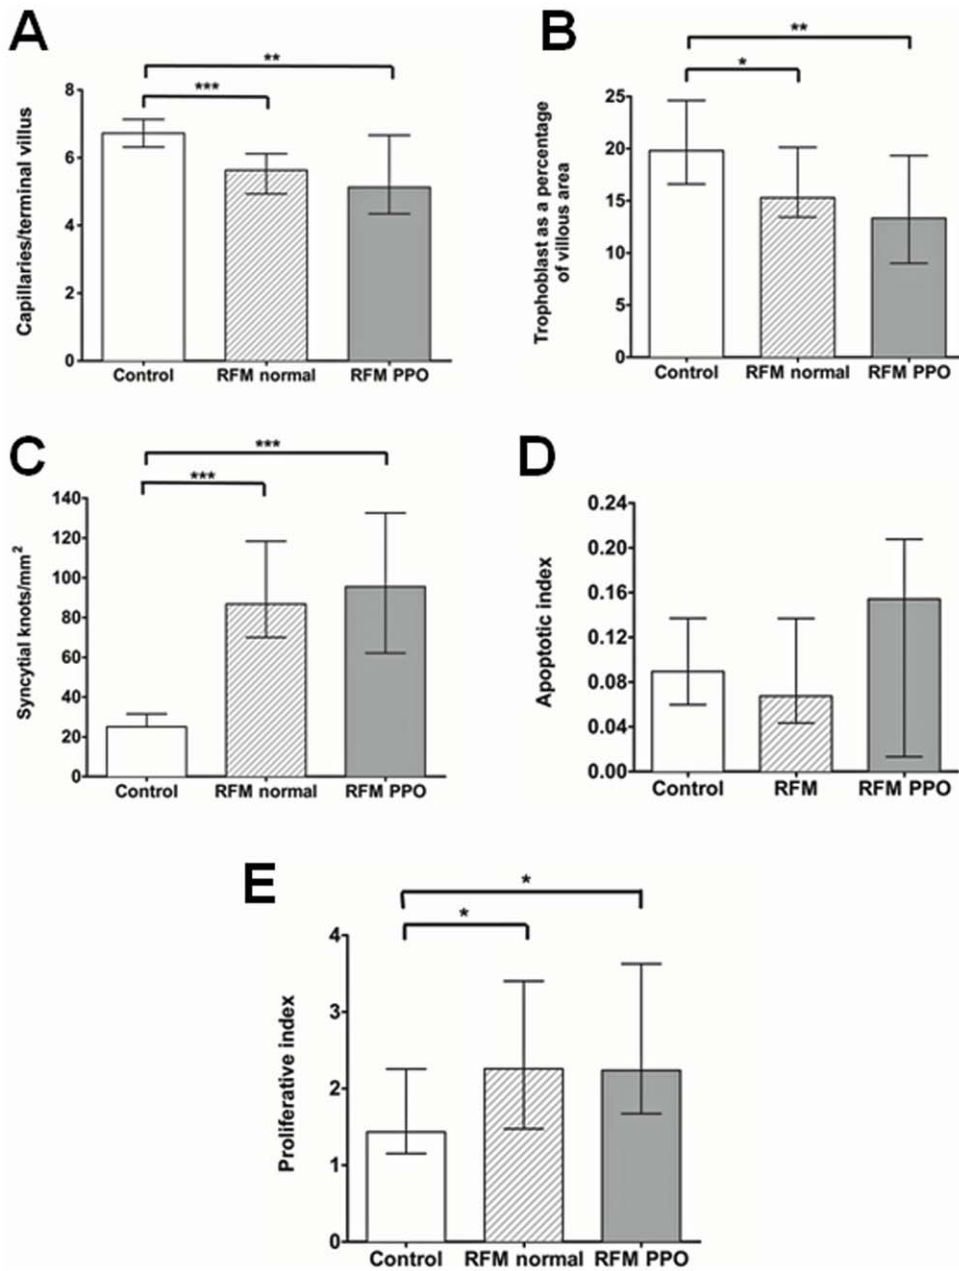 A
Capillaries/terminal villus
**
***
8
6
4
2
0
Control RFM normal RFM PPO
B
Trophoblast as a percentage
of villous area
**
*
25
20
15
10
5
0
Control RFM normal RFM PPO
C
Syncytial knots/mm²
***
***
140
120
100
80
60
40
20
0
Control RFM normal RFM PPO
D
Apoptotic index
0.24
0.20
0.16
0.12
0.08
0.04
0.00
Control RFM RFM PPO
E
Proliferative index
*
*
4
3
2
1
0
Control RFM normal RFM PPO